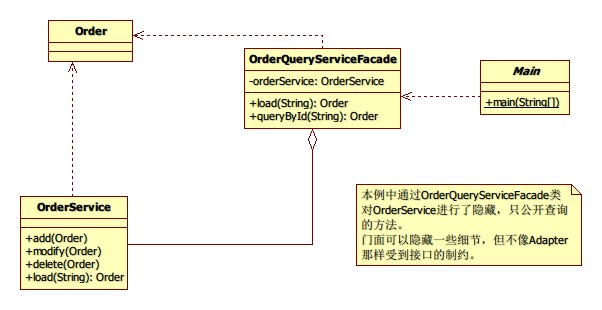 Order
OrderQueryServiceFacade
-orderService: OrderService
+load(String): Order
+queryById(String): Order
Main
+main(String[])
OrderService
+add(Order)
+modify(Order)
+delete(Order)
+load(String): Order
本例中通过OrderQueryServiceFacade类
对OrderService进行了隐藏，只公开查询
的方法。
门面可以隐藏一些细节，但不像Adapter
那样受到接口的制约。